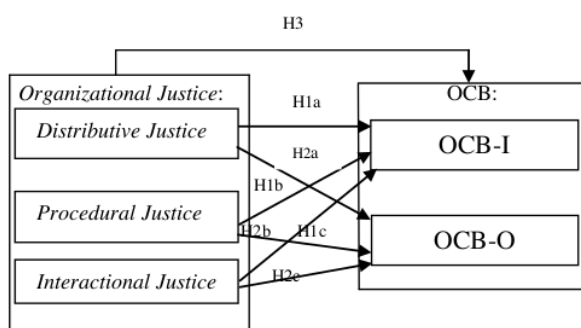 H3
Organizational Justice:
OCB:
H1a
Distributive Justice
OCB-I
H2a
H1b
Procedural Justice
H2b
H1c
OCB-O
Interactional Justice
H2c